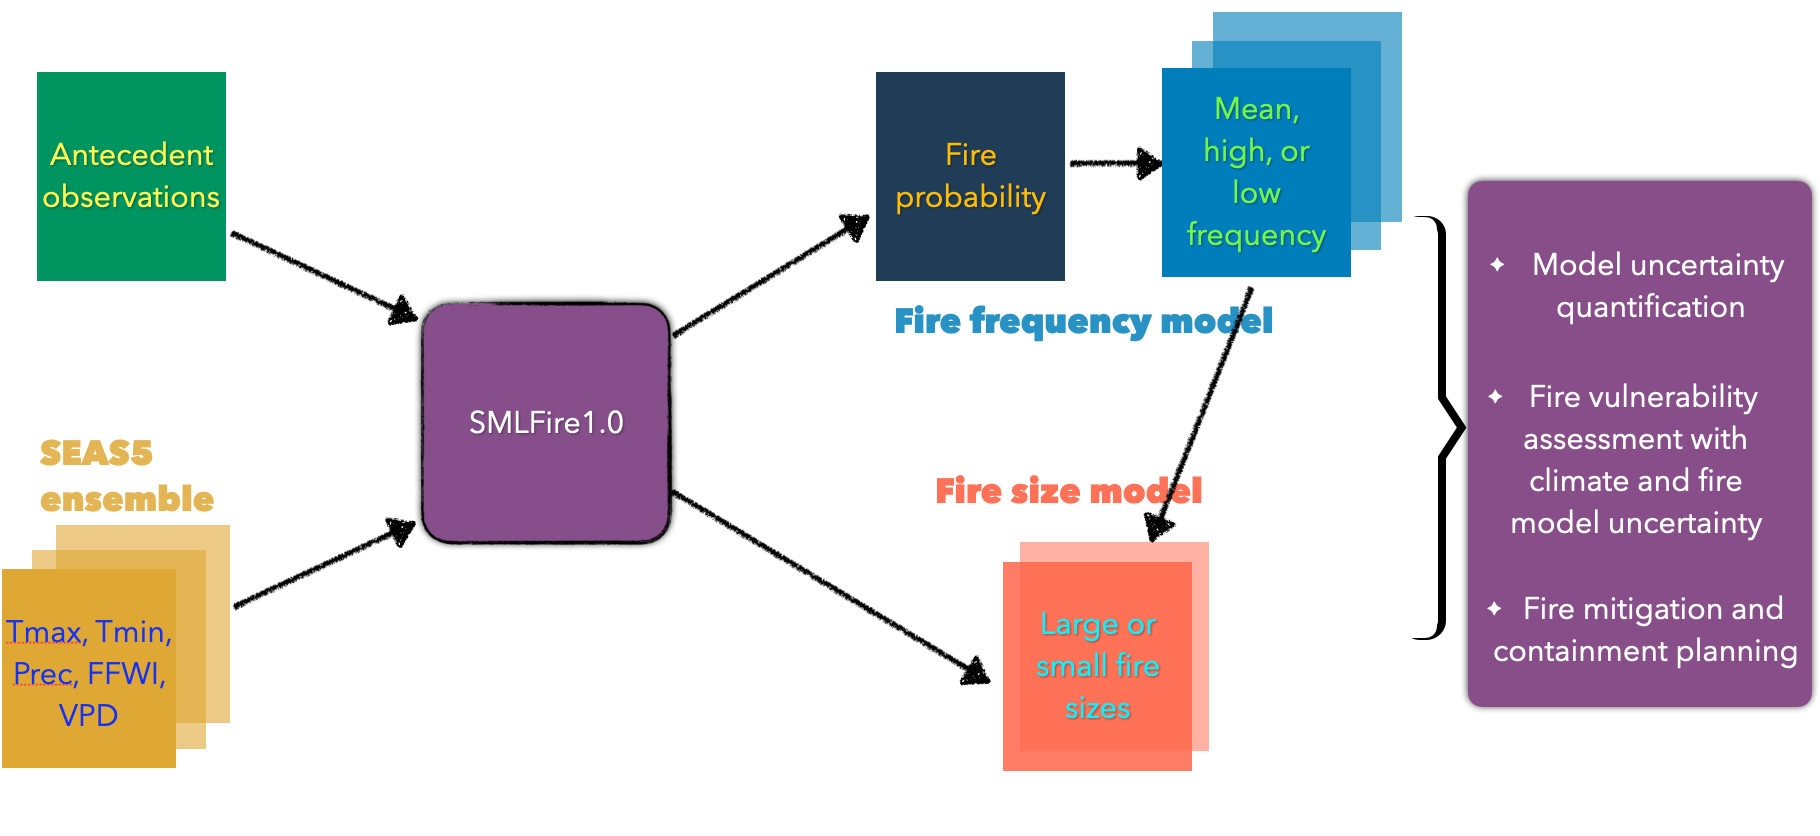 Antecedent
observations
SEAS5
ensemble
Tmax, Tmin,
Prec, FFWI,
VPD
SMLFire1.0
Fire
probability
Mean,
high, or
low
frequency
Fire frequency model
Fire size model
Large or
small fire
sizes
✦ Model uncertainty
quantification
✦ Fire vulnerability
assessment with
climate and fire
model uncertainty
✦ Fire mitigation and
containment planning